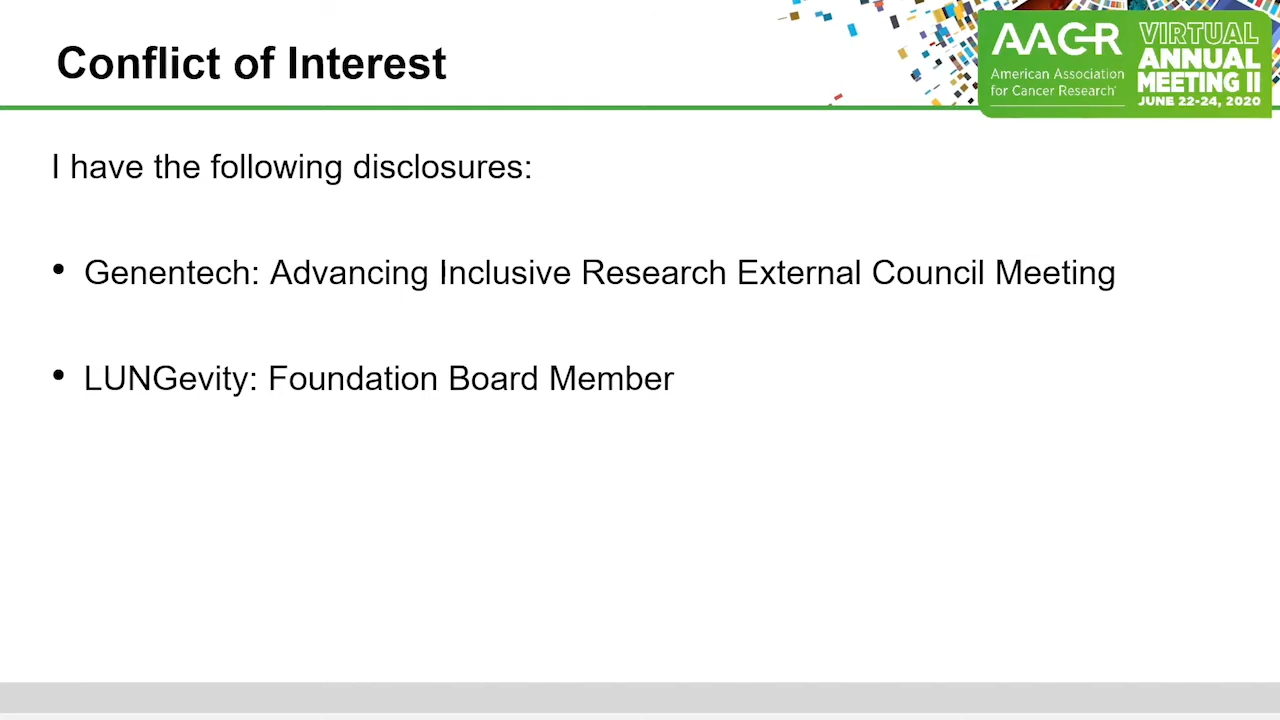 Conflict of Interest
AACR
American Association
for Cancer Research
VIRTUAL
ANNUAL
MEETING II
JUNE 22-24, 2020
I have the following disclosures:
• Genentech: Advancing Inclusive Research External Council Meeting
• LUNGevity: Foundation Board Member